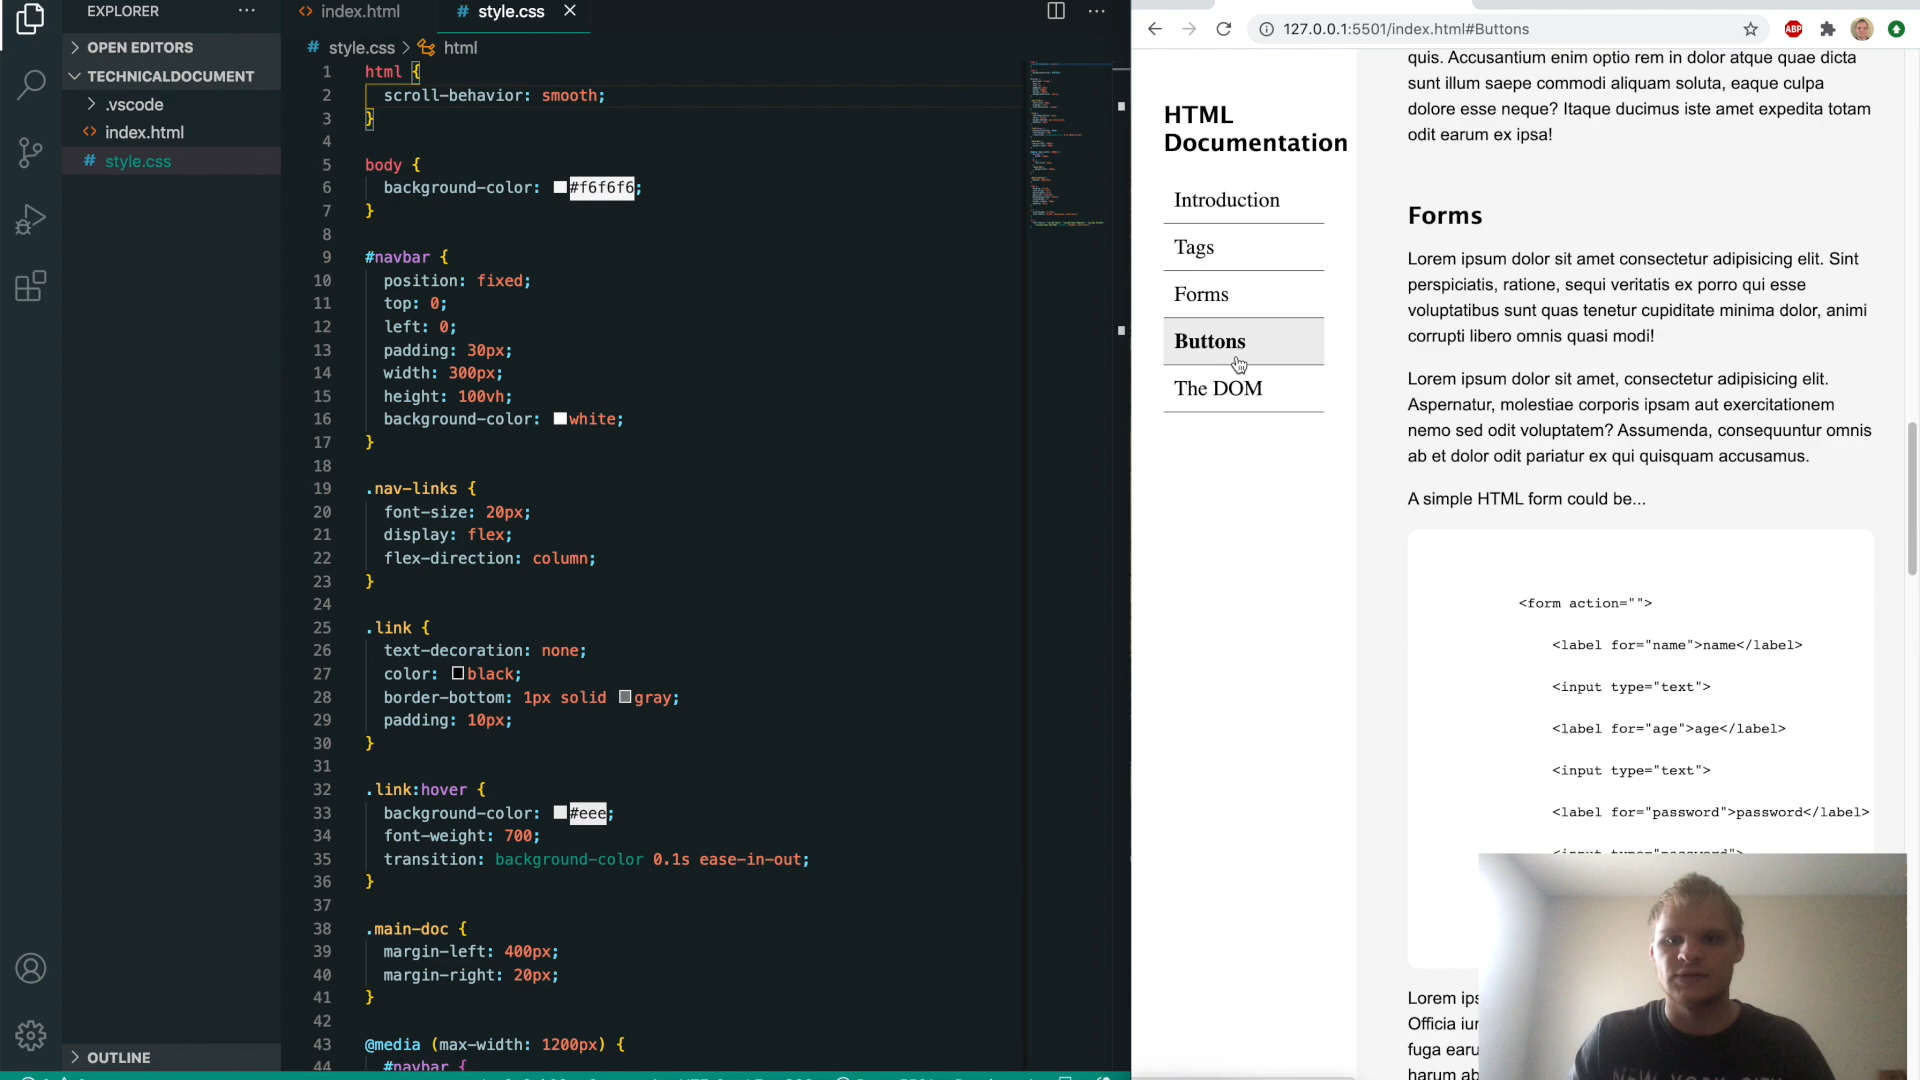 EXPLORER
OPEN EDITORS
TECHNICALDOCUMENT
.vscode
index.html
# style.css
OUTLINE
index.html
# style.css
# style.css > html
1 html {
2 scroll-behavior: smooth;
3 }
4
5 body {
6 background-color: #f6f6f6;
7 }
8
9 #navbar {
10 position: fixed;
11 top: 0;
12 left: 0;
13 padding: 30px;
14 width: 300px;
15 height: 100vh;
16 background-color: white;
17 }
18
19 .nav-links {
20 font-size: 20px;
21 display: flex;
22 flex-direction: column;
23 }
24
25 .link {
26 text-decoration: none;
27 color: black;
28 border-bottom: 1px solid gray;
29 padding: 10px;
30 }
31
32 .link:hover {
33 background-color: #eee;
34 font-weight: 700;
35 transition: background-color 0.1s ease-in-out;
36 }
37
38 .main-doc {
39 margin-left: 400px;
40 margin-right: 20px;
41 }
42
43 @media (max-width: 1200px) {
44 #navbar {
127.0.0.1:5501/index.html#Buttons
ABP
HTML
Documentation
Introduction
Tags
Forms
Buttons
The DOM
quis. Accusantium enim optio rem in dolor atque quae dicta
sunt illum saepe commodi aliquam soluta, eaque culpa
dolore esse neque? Itaque ducimus iste amet expedita totam
odit earum ex ipsa!
Forms
Lorem ipsum dolor sit amet consectetur adipisicing elit. Sint
perspiciatis, ratione, sequi veritatis ex porro qui esse
voluptatibus sunt quas tenetur cupiditate minima dolor, animi
corrupti libero omnis quasi modi!
Lorem ipsum dolor sit amet, consectetur adipisicing elit.
Aspernatur, molestiae corporis ipsam aut exercitationem
nemo sed odit voluptatem? Assumenda, consequuntur omnis
ab et dolor odit pariatur ex qui quisquam accusamus.
A simple HTML form could be...
<form action="">
<label for="name">name</label>
<input type="text">
<label for="age">age</label>
<input type="text">
<label for="password">password</label>
<input type="password">
Lorem ips
Officia iur
fuga earu
harum ab
NEW YORK CITY